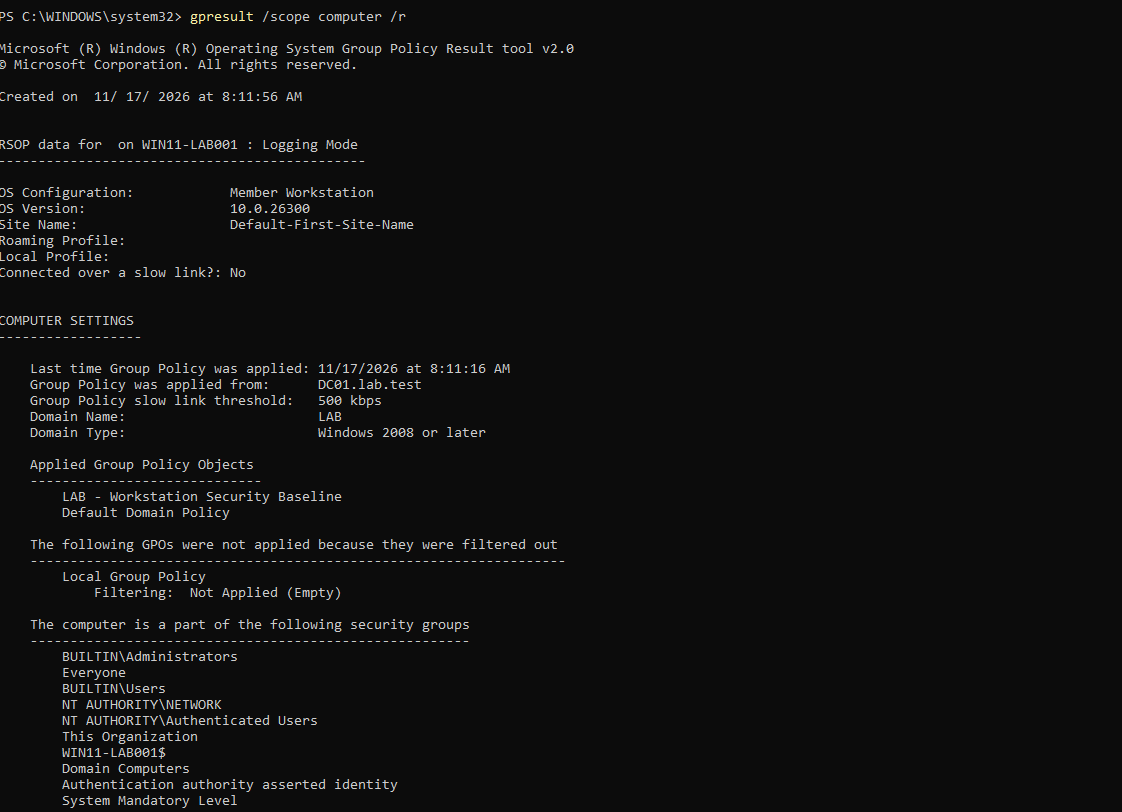 PS C:\WINDOWS\system32> gpresult /scope computer /r
Microsoft (R) Windows (R) Operating System Group Policy Result tool v2.0
© Microsoft Corporation. All rights reserved.
Created on  11/ 17/ 2026 at 8:11:56 AM
RSOP data for  on WIN11-LAB001 : Logging Mode
----------------------------------------------
OS Configuration:            Member Workstation
OS Version:                  10.0.26300
Site Name:                   Default-First-Site-Name
Roaming Profile:
Local Profile:
Connected over a slow link?: No
COMPUTER SETTINGS
------------------
    Last time Group Policy was applied: 11/17/2026 at 8:11:16 AM
    Group Policy was applied from:      DC01.lab.test
    Group Policy slow link threshold:   500 kbps
    Domain Name:                        LAB
    Domain Type:                        Windows 2008 or later
    Applied Group Policy Objects
    -----------------------------
        LAB - Workstation Security Baseline
        Default Domain Policy
    The following GPOs were not applied because they were filtered out
    -------------------------------------------------------------------
        Local Group Policy
            Filtering:  Not Applied (Empty)
    The computer is a part of the following security groups
    -------------------------------------------------------
        BUILTIN\Administrators
        Everyone
        BUILTIN\Users
        NT AUTHORITY\NETWORK
        NT AUTHORITY\Authenticated Users
        This Organization
        WIN11-LAB001$
        Domain Computers
        Authentication authority asserted identity
        System Mandatory Level